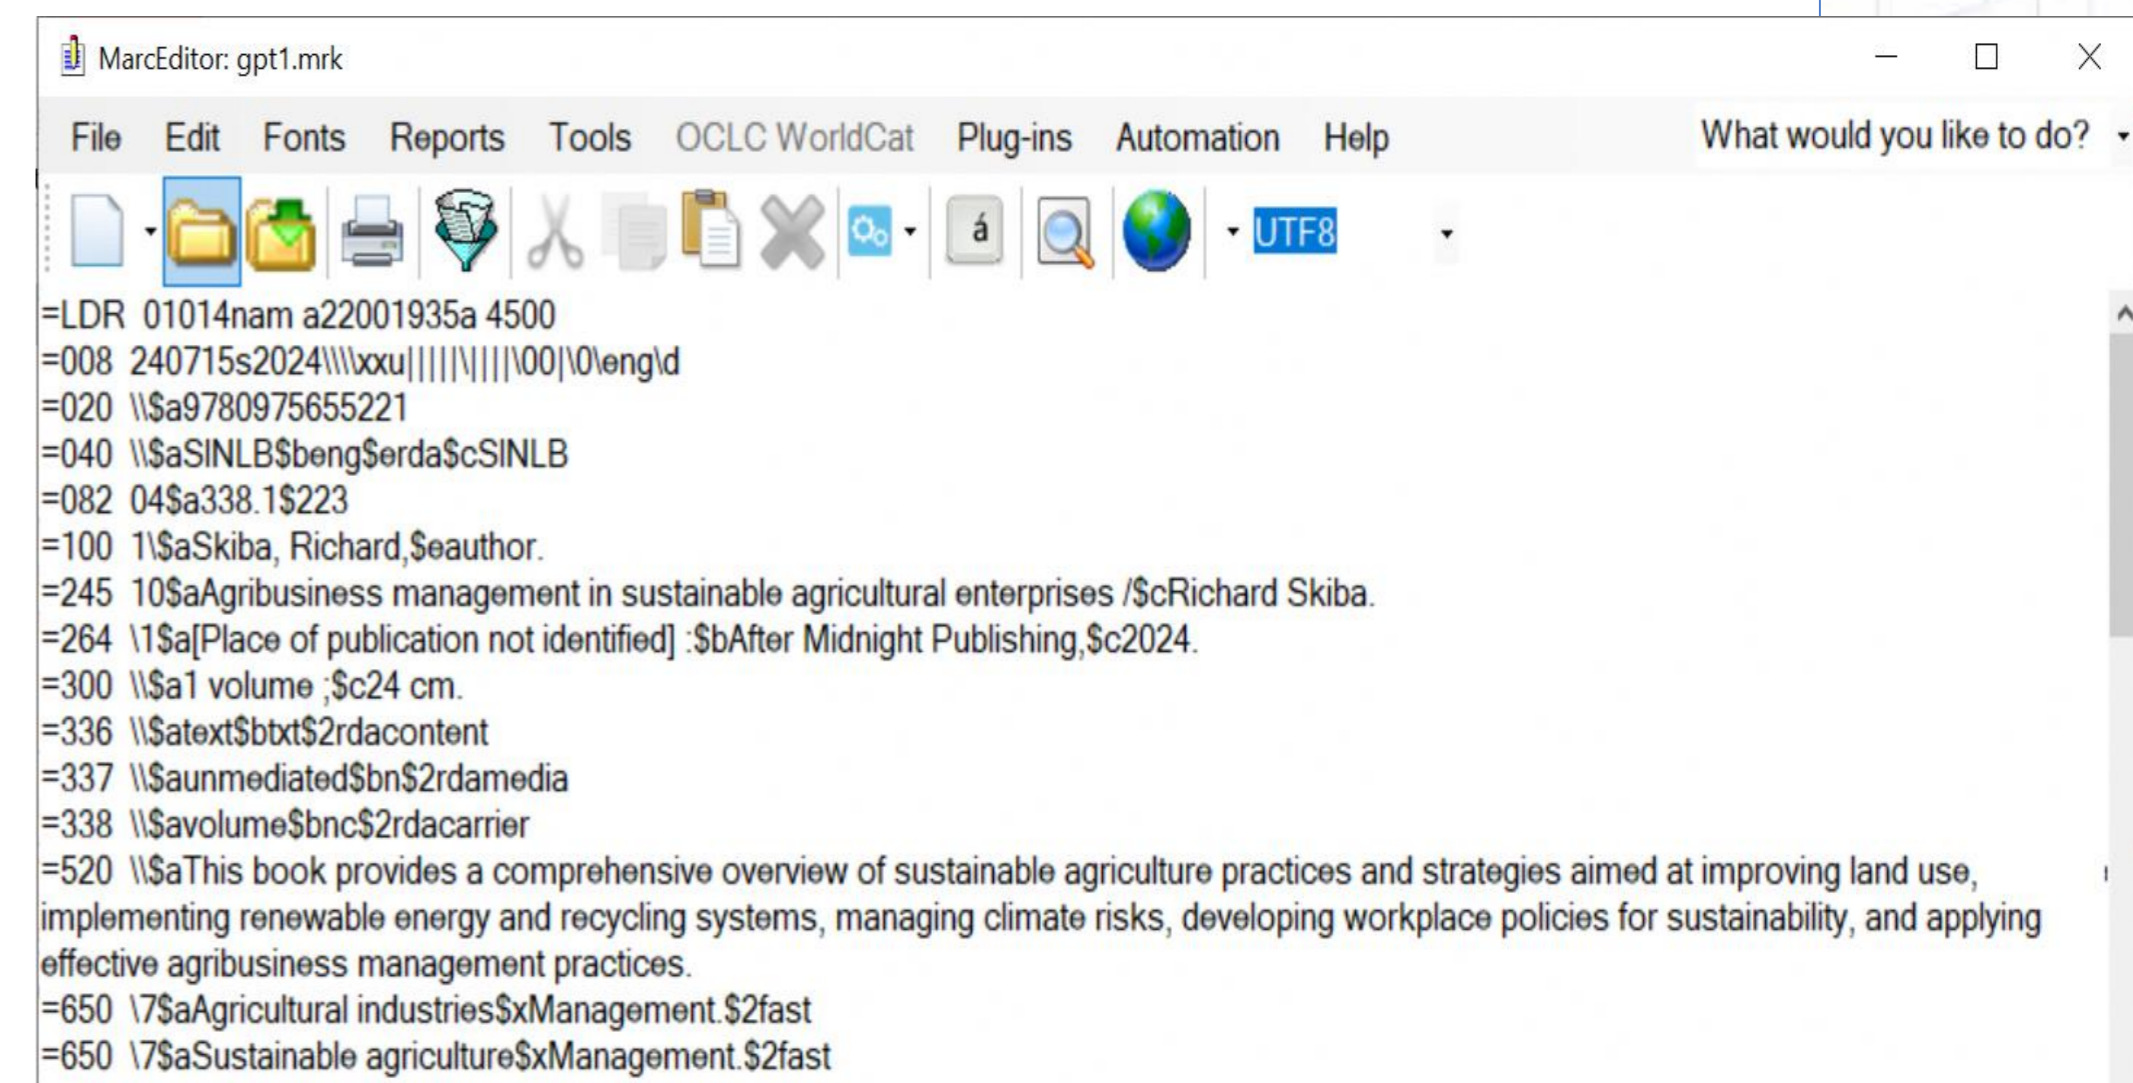 MarcEditor: gpt1.mrk
File Edit Fonts Reports Tools OCLC WorldCat Plug-ins Automation Help What would you like to do?
á UTF8
=LDR  01014nam a22001935a 4500
=008  240715s2024\\\\xxu|||||\||||\00|\0\eng\d
=020  \\$a9780975655221
=040  \\$aSINLB$beng$erda$cSINLB
=082  04$a338.1$223
=100  1\$aSkiba, Richard,$eauthor.
=245  10$aAgribusiness management in sustainable agricultural enterprises /$cRichard Skiba.
=264  \1$a[Place of publication not identified] :$bAfter Midnight Publishing,$c2024.
=300  \\$a1 volume ;$c24 cm.
=336  \\$atext$btxt$2rdacontent
=337  \\$aunmediated$bn$2rdamedia
=338  \\$avolume$bnc$2rdacarrier
=520  \\$aThis book provides a comprehensive overview of sustainable agriculture practices and strategies aimed at improving land use,
implementing renewable energy and recycling systems, managing climate risks, developing workplace policies for sustainability, and applying
effective agribusiness management practices.
=650  \7$aAgricultural industries$xManagement.$2fast
=650  \7$aSustainable agriculture$xManagement.$2fast